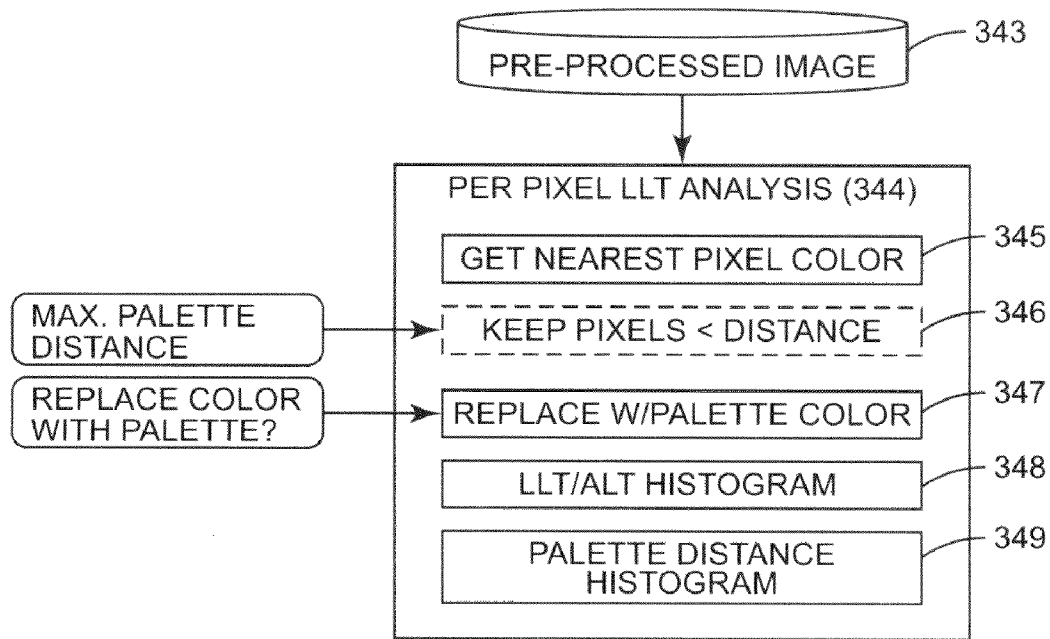 PRE-PROCESSED IMAGE
343
PER PIXEL LLT ANALYSIS (344)
GET NEAREST PIXEL COLOR
345
MAX. PALETTE
DISTANCE
KEEP PIXELS < DISTANCE
346
REPLACE COLOR
WITH PALETTE?
REPLACE W/PALETTE COLOR
347
LLT/ALT HISTOGRAM
348
PALETTE DISTANCE
HISTOGRAM
349